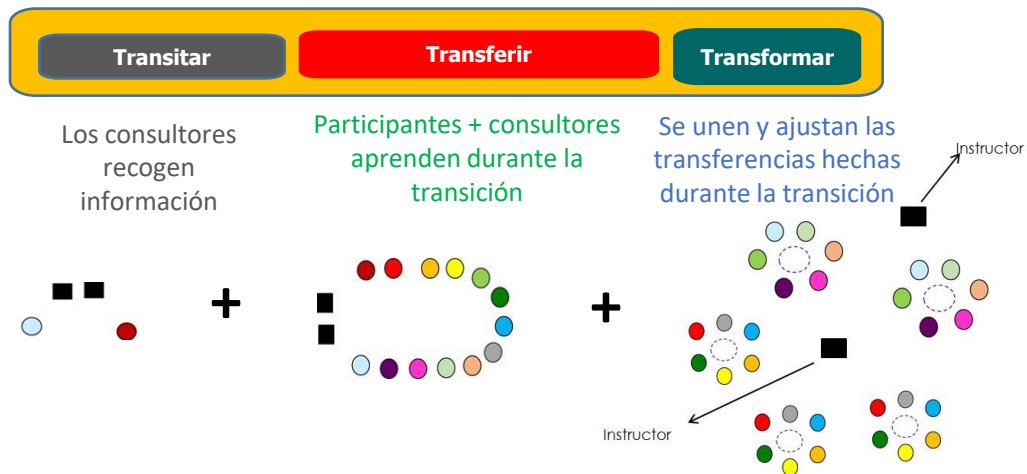 Transitar
Transferir
Transformar
Los consultores
recogen
información
Participantes + consultores
aprenden durante la
transición
Se unen y ajustan las
transferencias hechas
durante la transición
Instructor
+
+
Instructor